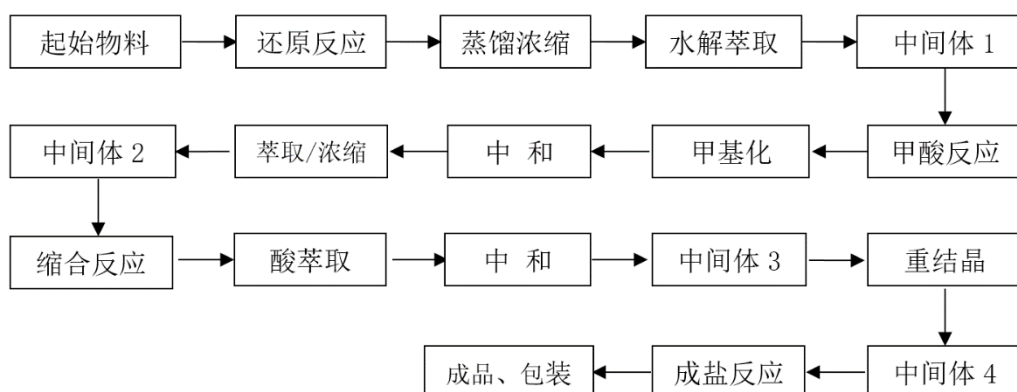 起始物料 还原反应 蒸馏浓缩 水解萃取 中间体 1
中间体 2 萃取/浓缩 中 和 甲基化 甲酸反应
缩合反应 酸萃取 中 和 中间体 3 重结晶
成品、包装 成盐反应 中间体 4